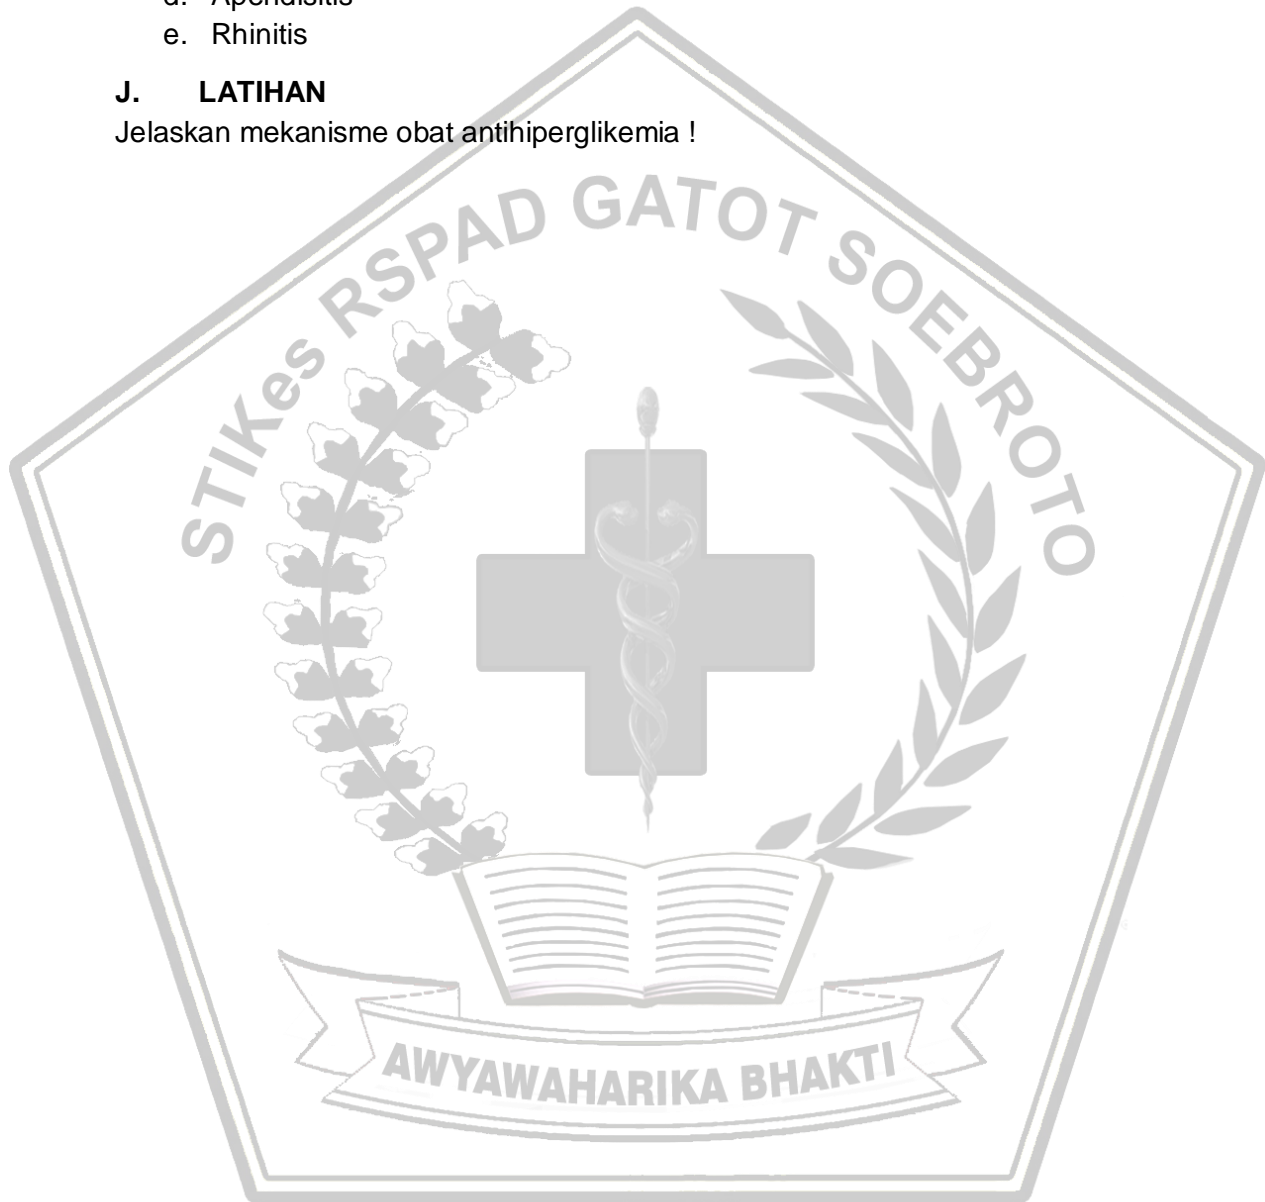 d. Apendisitis
e. Rhinitis
J. LATIHAN
Jelaskan mekanisme obat antihiperglikemia !
STIKes RSPAD GATOT SOEBROTO
AWYAWAHARIKA BHAKTI